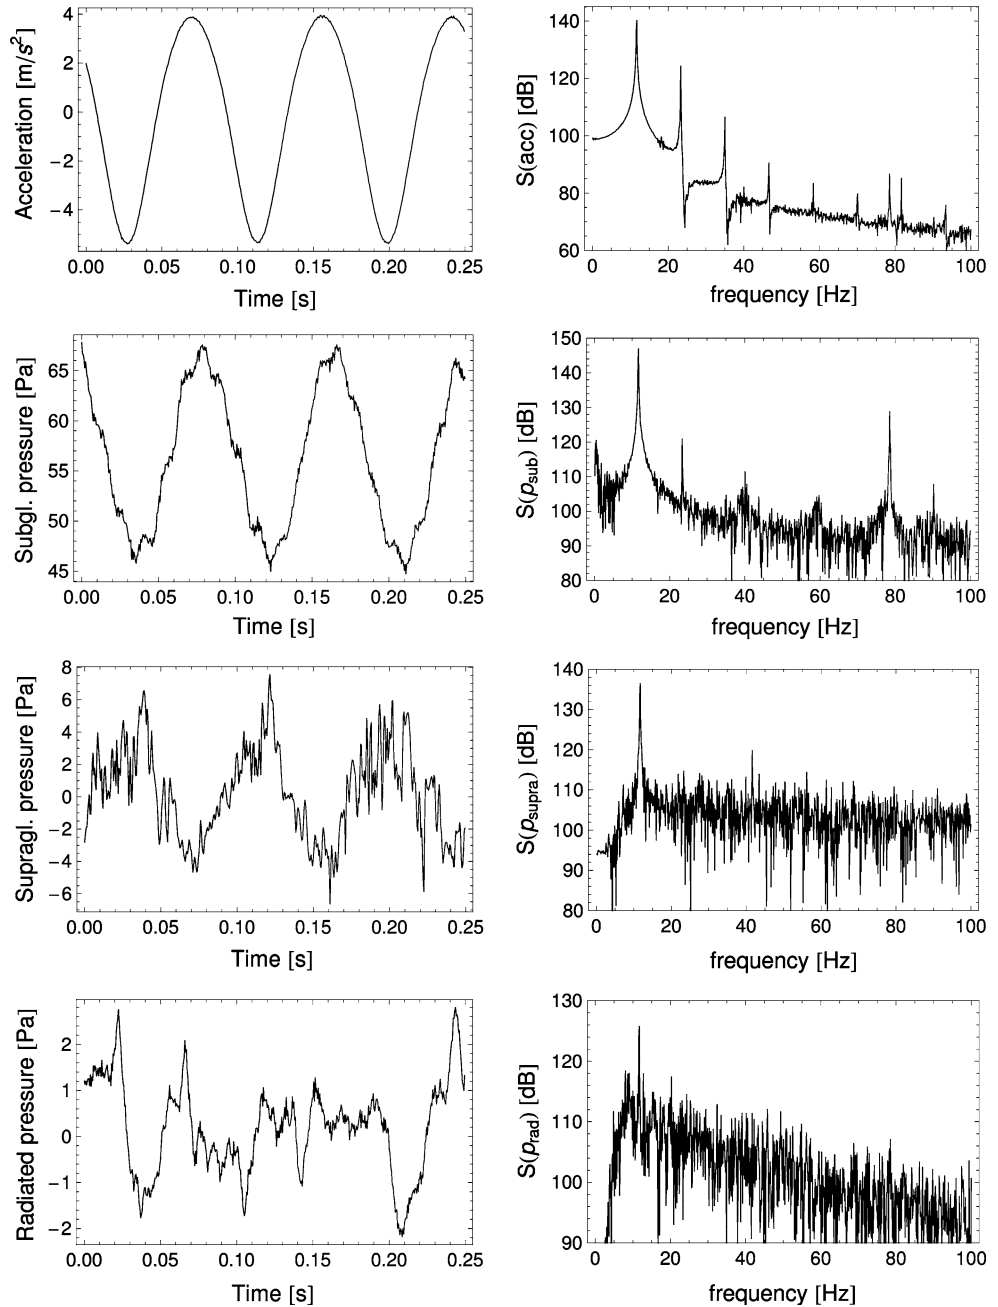 Acceleration [m/s²]
4
2
0
−2
−4
0.00 0.05 0.10 0.15 0.20 0.25
Time [s]
S(acc) [dB]
140
120
100
80
60
0 20 40 60 80 100
frequency [Hz]
Subgl. pressure [Pa]
65
60
55
50
45
0.00 0.05 0.10 0.15 0.20 0.25
Time [s]
S(psub) [dB]
150
140
130
120
110
100
90
80
0 20 40 60 80 100
frequency [Hz]
Supragl. pressure [Pa]
8
6
4
2
0
−2
−4
−6
0.00 0.05 0.10 0.15 0.20 0.25
Time [s]
S(psupra) [dB]
140
130
120
110
100
90
80
0 20 40 60 80 100
frequency [Hz]
Radiated pressure [Pa]
2
1
0
−1
−2
0.00 0.05 0.10 0.15 0.20 0.25
Time [s]
S(prad) [dB]
130
120
110
100
90
0 20 40 60 80 100
frequency [Hz]